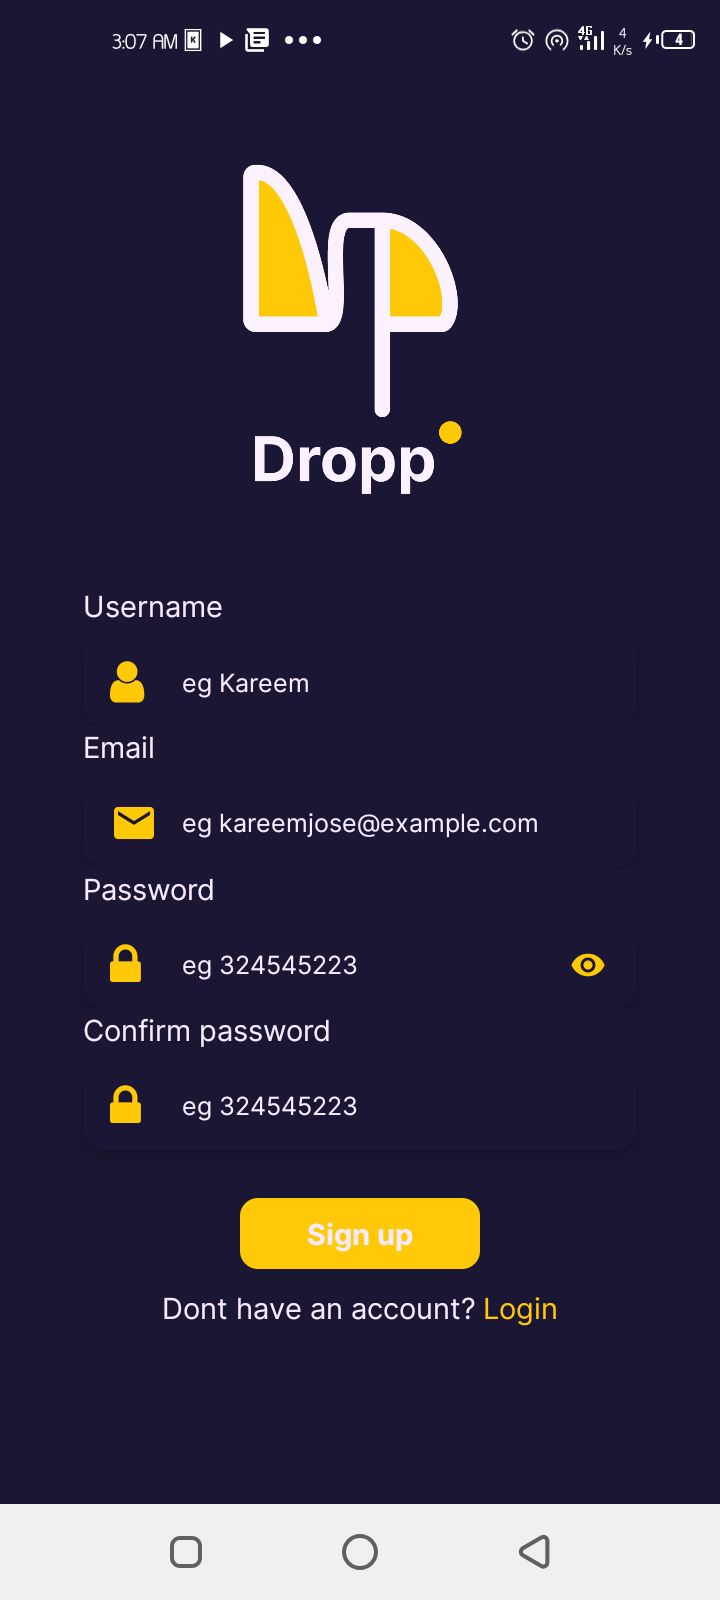 3:07 AM
4G
4
K/s
4
Dropp
Username
eg Kareem
Email
eg kareemjose@example.com
Password
eg 324545223
Confirm password
eg 324545223
Sign up
Dont have an account? Login